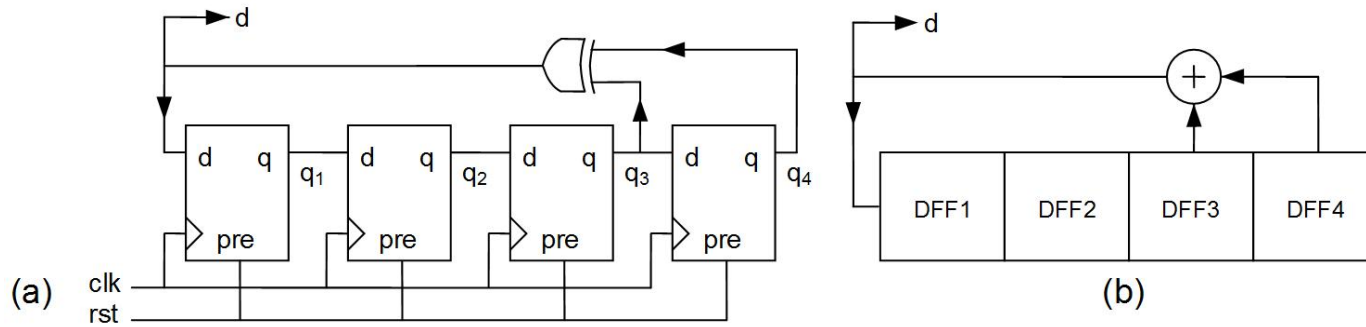 d
d q
q₁
d q
q₂
d q
q₃
d q
q₄
pre
pre
pre
pre
(a)
clk
rst
d
+
DFF1
DFF2
DFF3
DFF4
(b)